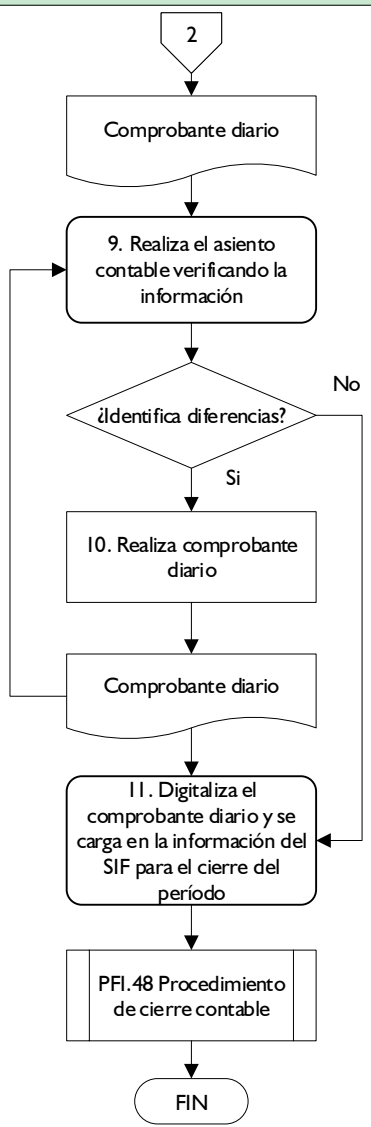 2
Comprobante diario
9. Realiza el asiento
contable verificando la
información
¿Identifica diferencias?
No
Si
10. Realiza comprobante
diario
Comprobante diario
11. Digitaliza el
comprobante diario y se
carga en la información del
SIF para el cierre del
período
PFI.48 Procedimiento
de cierre contable
FIN